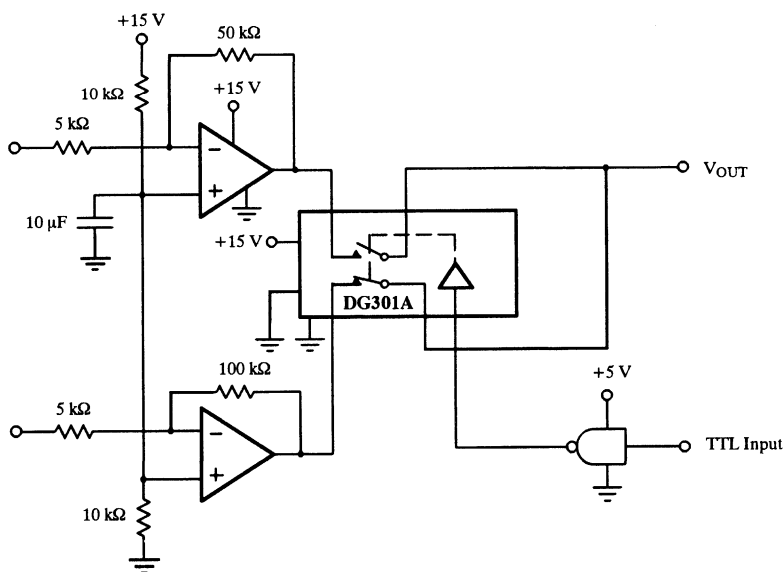 +15 V
50 kΩ
10 kΩ
+15 V
5 kΩ
−
+
10 µF
V_OUT
+15 V
DG301A
100 kΩ
5 kΩ
−
+
10 kΩ
+5 V
TTL Input